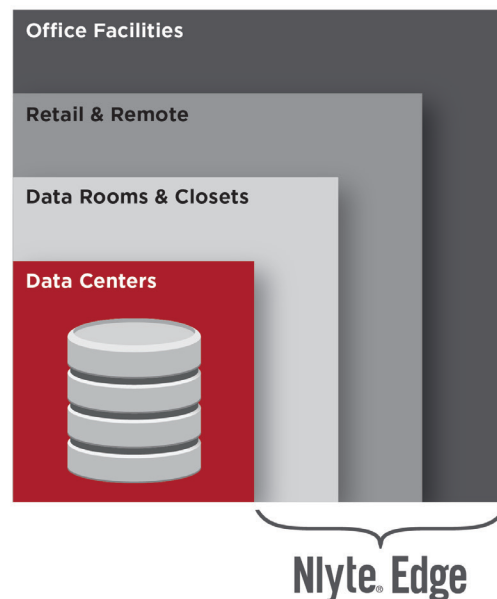 Office Facilities
Retail & Remote
Data Rooms & Closets
Data Centers
Nlyte® Edge